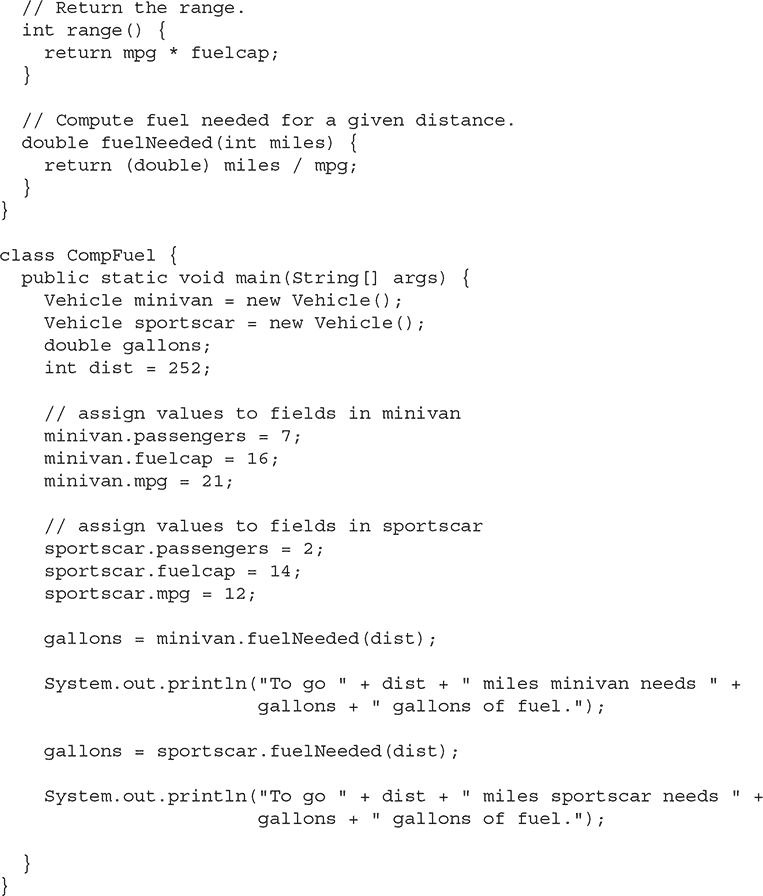 // Return the range.
  int range() {
    return mpg * fuelcap;
  }

  // Compute fuel needed for a given distance.
  double fuelNeeded(int miles) {
    return (double) miles / mpg;
  }
}

class CompFuel {
  public static void main(String[] args) {
    Vehicle minivan = new Vehicle();
    Vehicle sportscar = new Vehicle();
    double gallons;
    int dist = 252;

    // assign values to fields in minivan
    minivan.passengers = 7;
    minivan.fuelcap = 16;
    minivan.mpg = 21;

    // assign values to fields in sportscar
    sportscar.passengers = 2;
    sportscar.fuelcap = 14;
    sportscar.mpg = 12;

    gallons = minivan.fuelNeeded(dist);

    System.out.println("To go " + dist + " miles minivan needs " +
                       gallons + " gallons of fuel.");

    gallons = sportscar.fuelNeeded(dist);

    System.out.println("To go " + dist + " miles sportscar needs " +
                       gallons + " gallons of fuel.");

  }
}